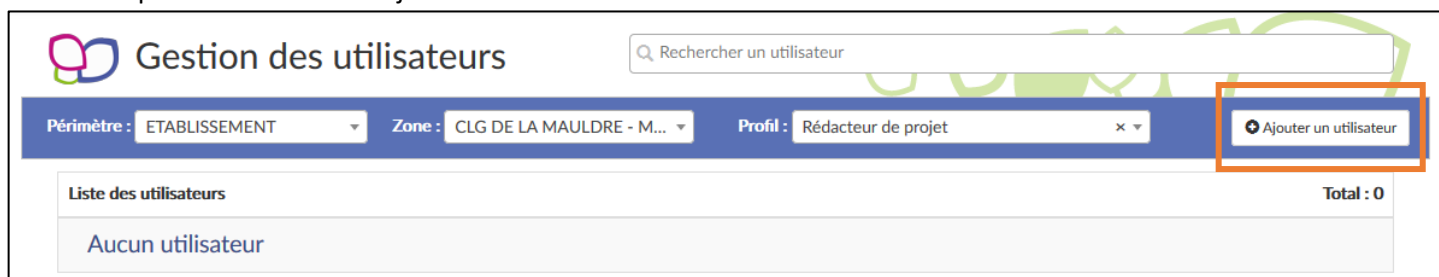 Gestion des utilisateurs
Rechercher un utilisateur
Périmètre : ETABLISSEMENT Zone : CLG DE LA MAULDRE - M... Profil : Rédacteur de projet × Ajouter un utilisateur
Liste des utilisateurs Total : 0
Aucun utilisateur